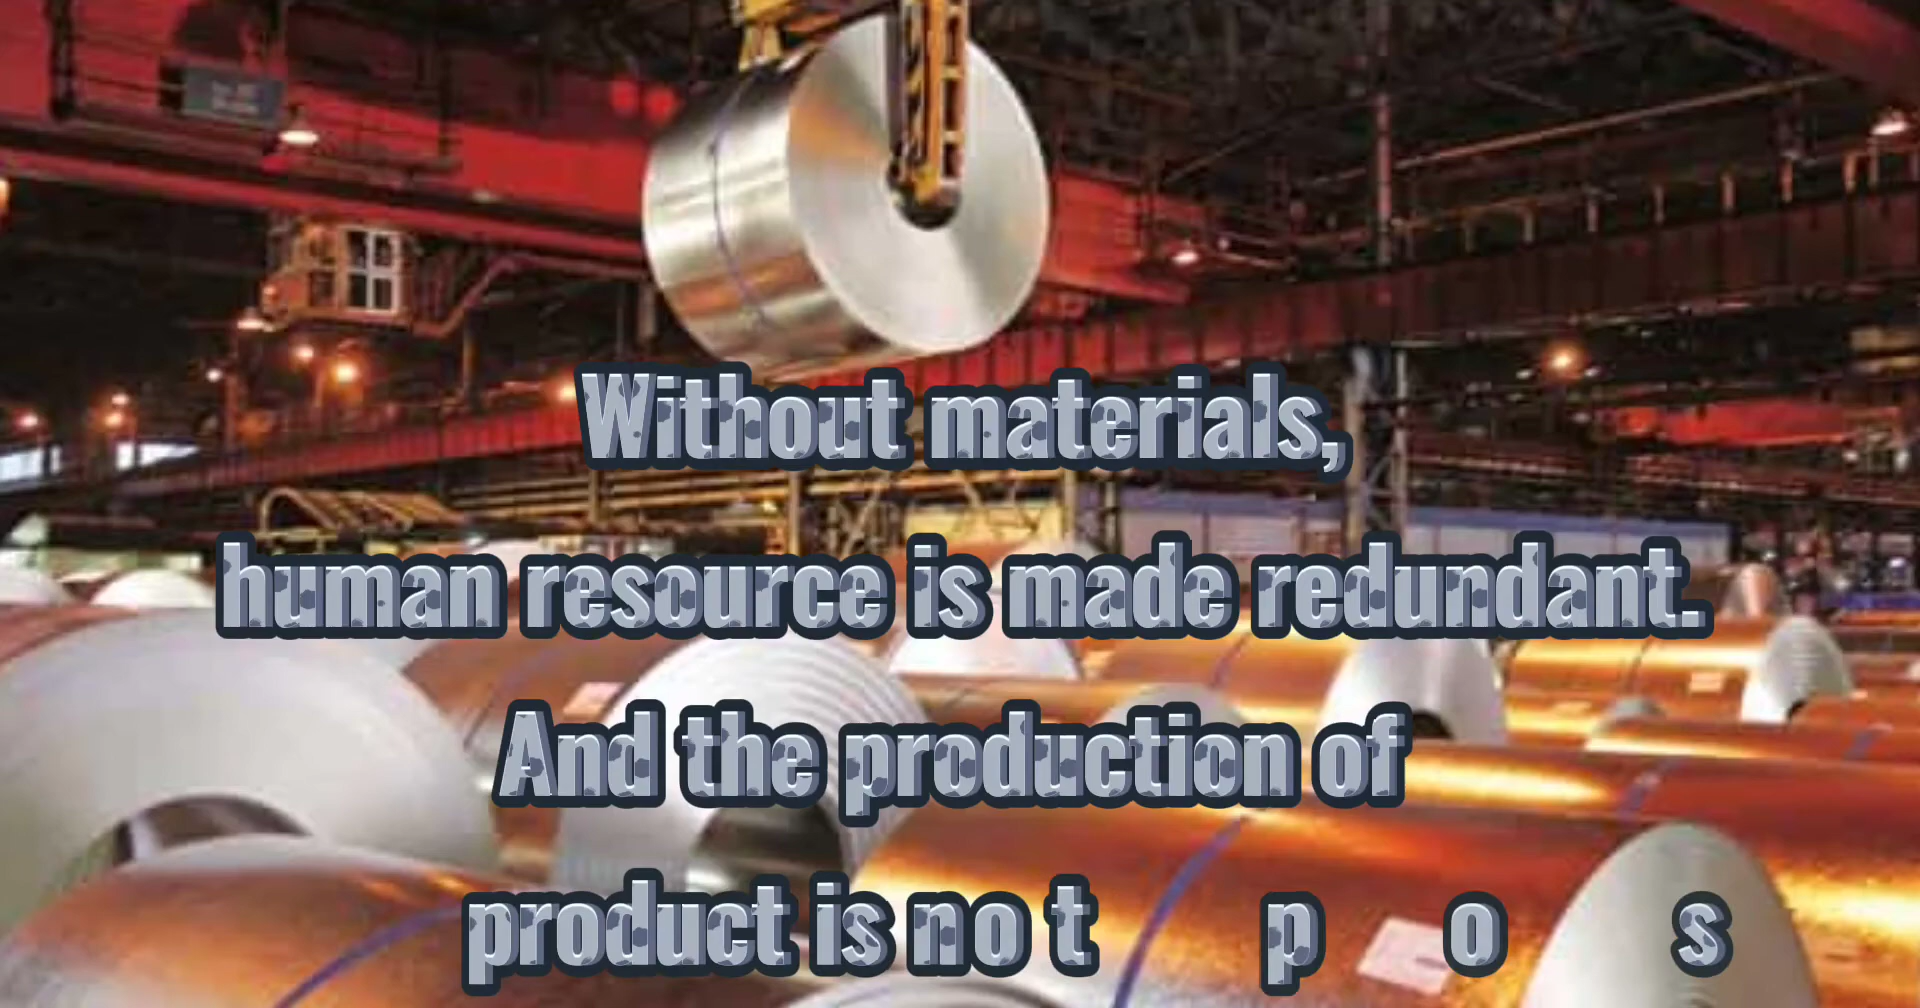 Without materials,
human resource is made redundant.
And the production of
product is no t p o s